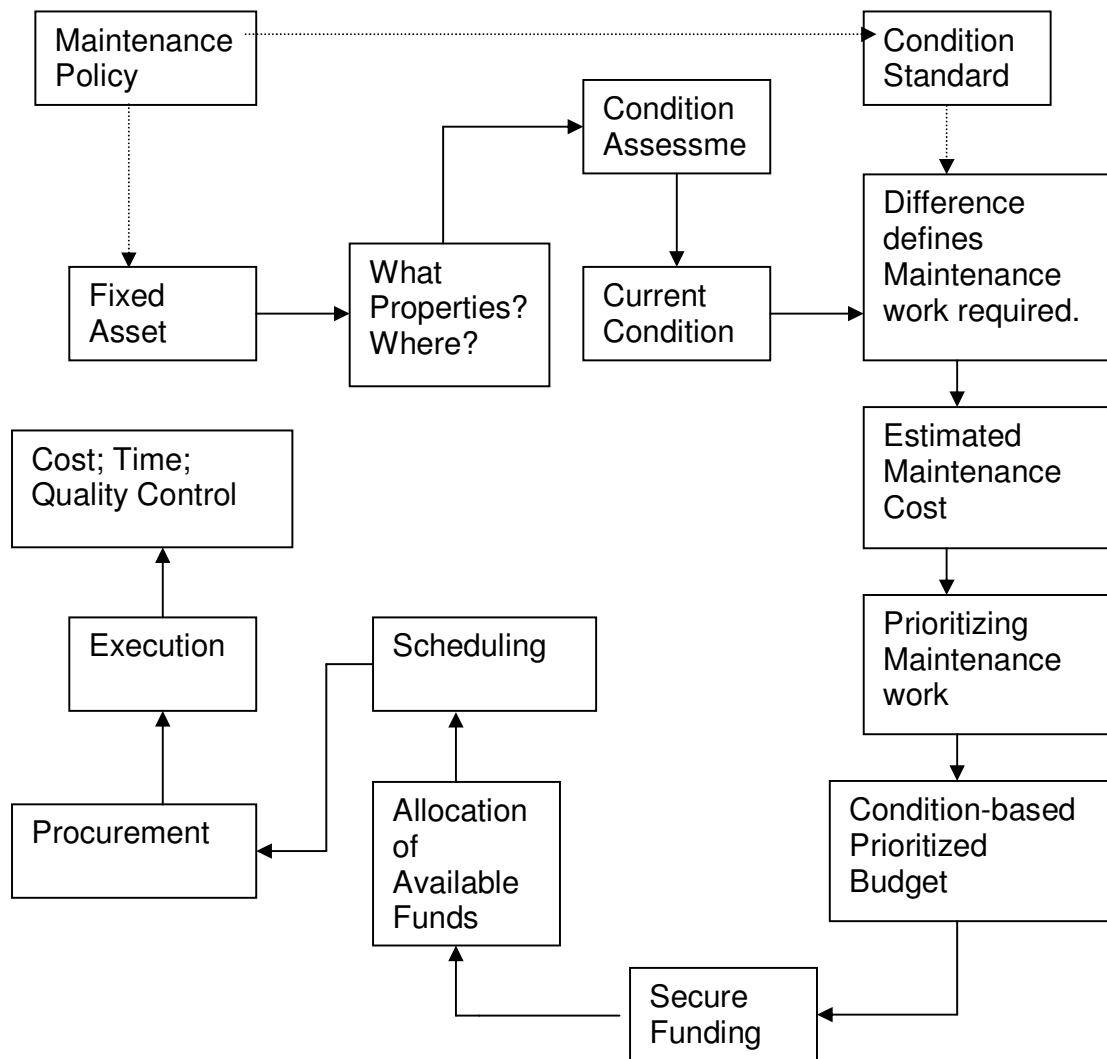 Maintenance
Policy
Condition
Standard
Condition
Assessme
Difference
defines
Maintenance
work required.
Fixed
Asset
What
Properties?
Where?
Current
Condition
Estimated
Maintenance
Cost
Cost; Time;
Quality Control
Prioritizing
Maintenance
work
Execution
Scheduling
Condition-based
Prioritized
Budget
Procurement
Allocation
of
Available
Funds
Secure
Funding